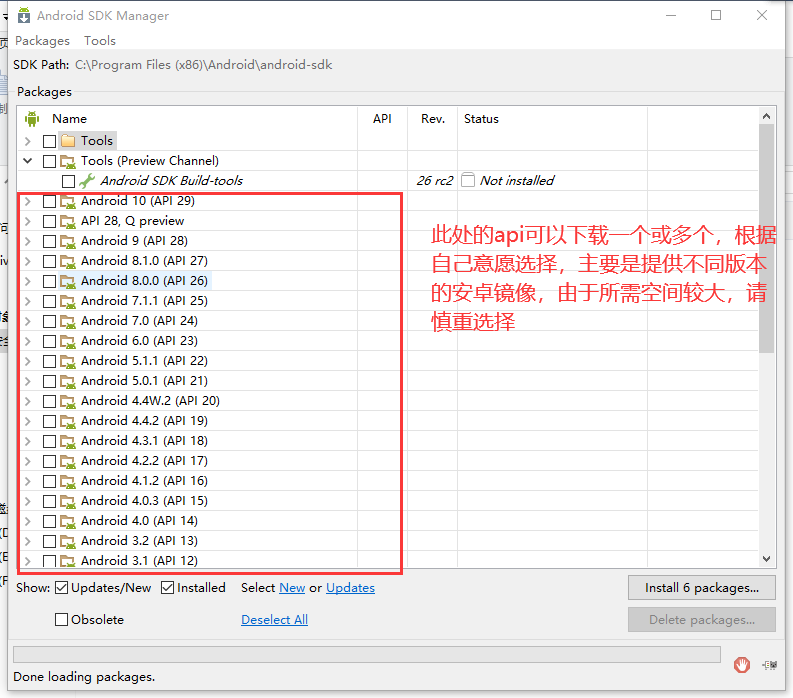 Android SDK Manager
Packages Tools
SDK Path: C:\Program Files (x86)\Android\android-sdk
Packages
Name API Rev. Status
Tools
Tools (Preview Channel)
Android SDK Build-tools 26 rc2 Not installed
Android 10 (API 29)
API 28, Q preview
Android 9 (API 28)
Android 8.1.0 (API 27)
Android 8.0.0 (API 26)
Android 7.1.1 (API 25)
Android 7.0 (API 24)
Android 6.0 (API 23)
Android 5.1.1 (API 22)
Android 5.0.1 (API 21)
Android 4.4W.2 (API 20)
Android 4.4.2 (API 19)
Android 4.3.1 (API 18)
Android 4.2.2 (API 17)
Android 4.1.2 (API 16)
Android 4.0.3 (API 15)
Android 4.0 (API 14)
Android 3.2 (API 13)
Android 3.1 (API 12)
此处的api可以下载一个或多个，根据
自己意愿选择，主要是提供不同版本
的安卓镜像，由于所需空间较大，请
慎重选择
Show: Updates/New Installed Select New or Updates
Install 6 packages...
Obsolete Deselect All
Delete packages...
Done loading packages.